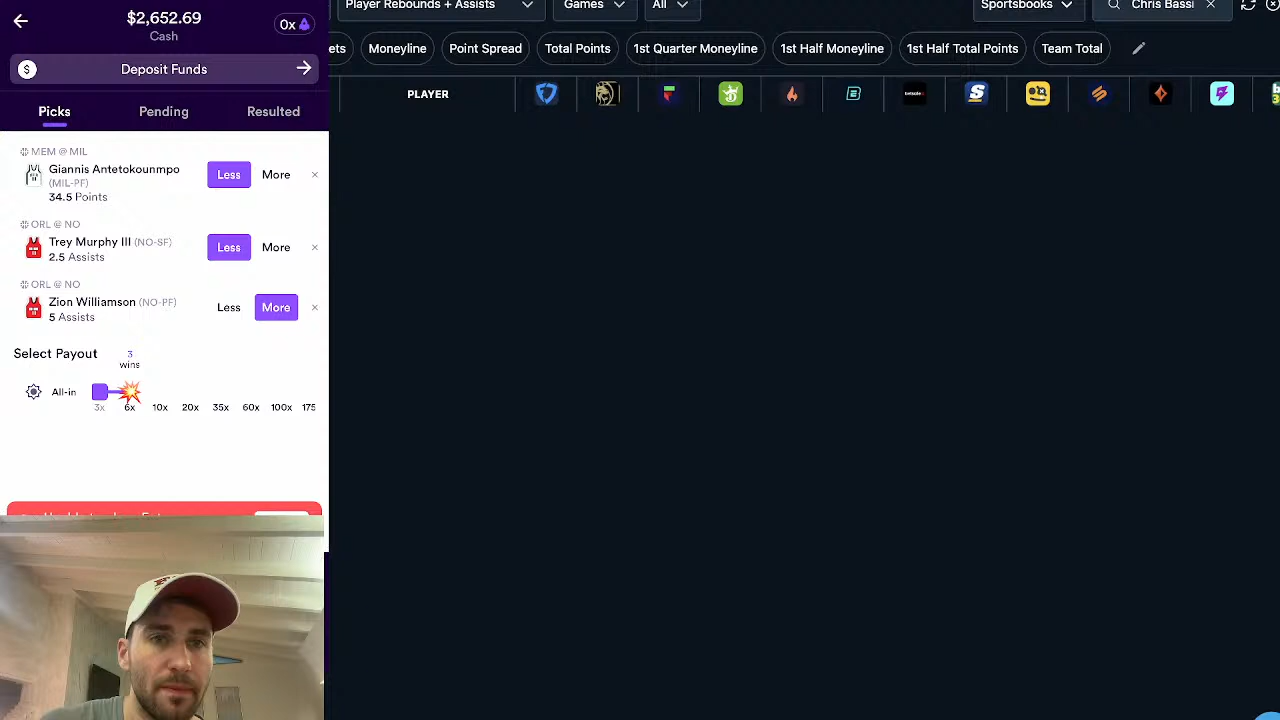 $2,652.69
Cash
0x
Deposit Funds
Picks
Pending
Resulted
MEM @ MIL
Giannis Antetokounmpo
(MIL-PF)
34.5 Points
Less
More
ORL @ NO
Trey Murphy III (NO-SF)
2.5 Assists
Less
More
ORL @ NO
Zion Williamson (NO-PF)
5 Assists
Less
More
Select Payout
3
wins
All-in
3x
6x
10x
20x
35x
60x
100x
175
Player Rebounds + Assists
Games
All
Sportsbooks
Chris Bassi
ets
Moneyline
Point Spread
Total Points
1st Quarter Moneyline
1st Half Moneyline
1st Half Total Points
Team Total
PLAYER